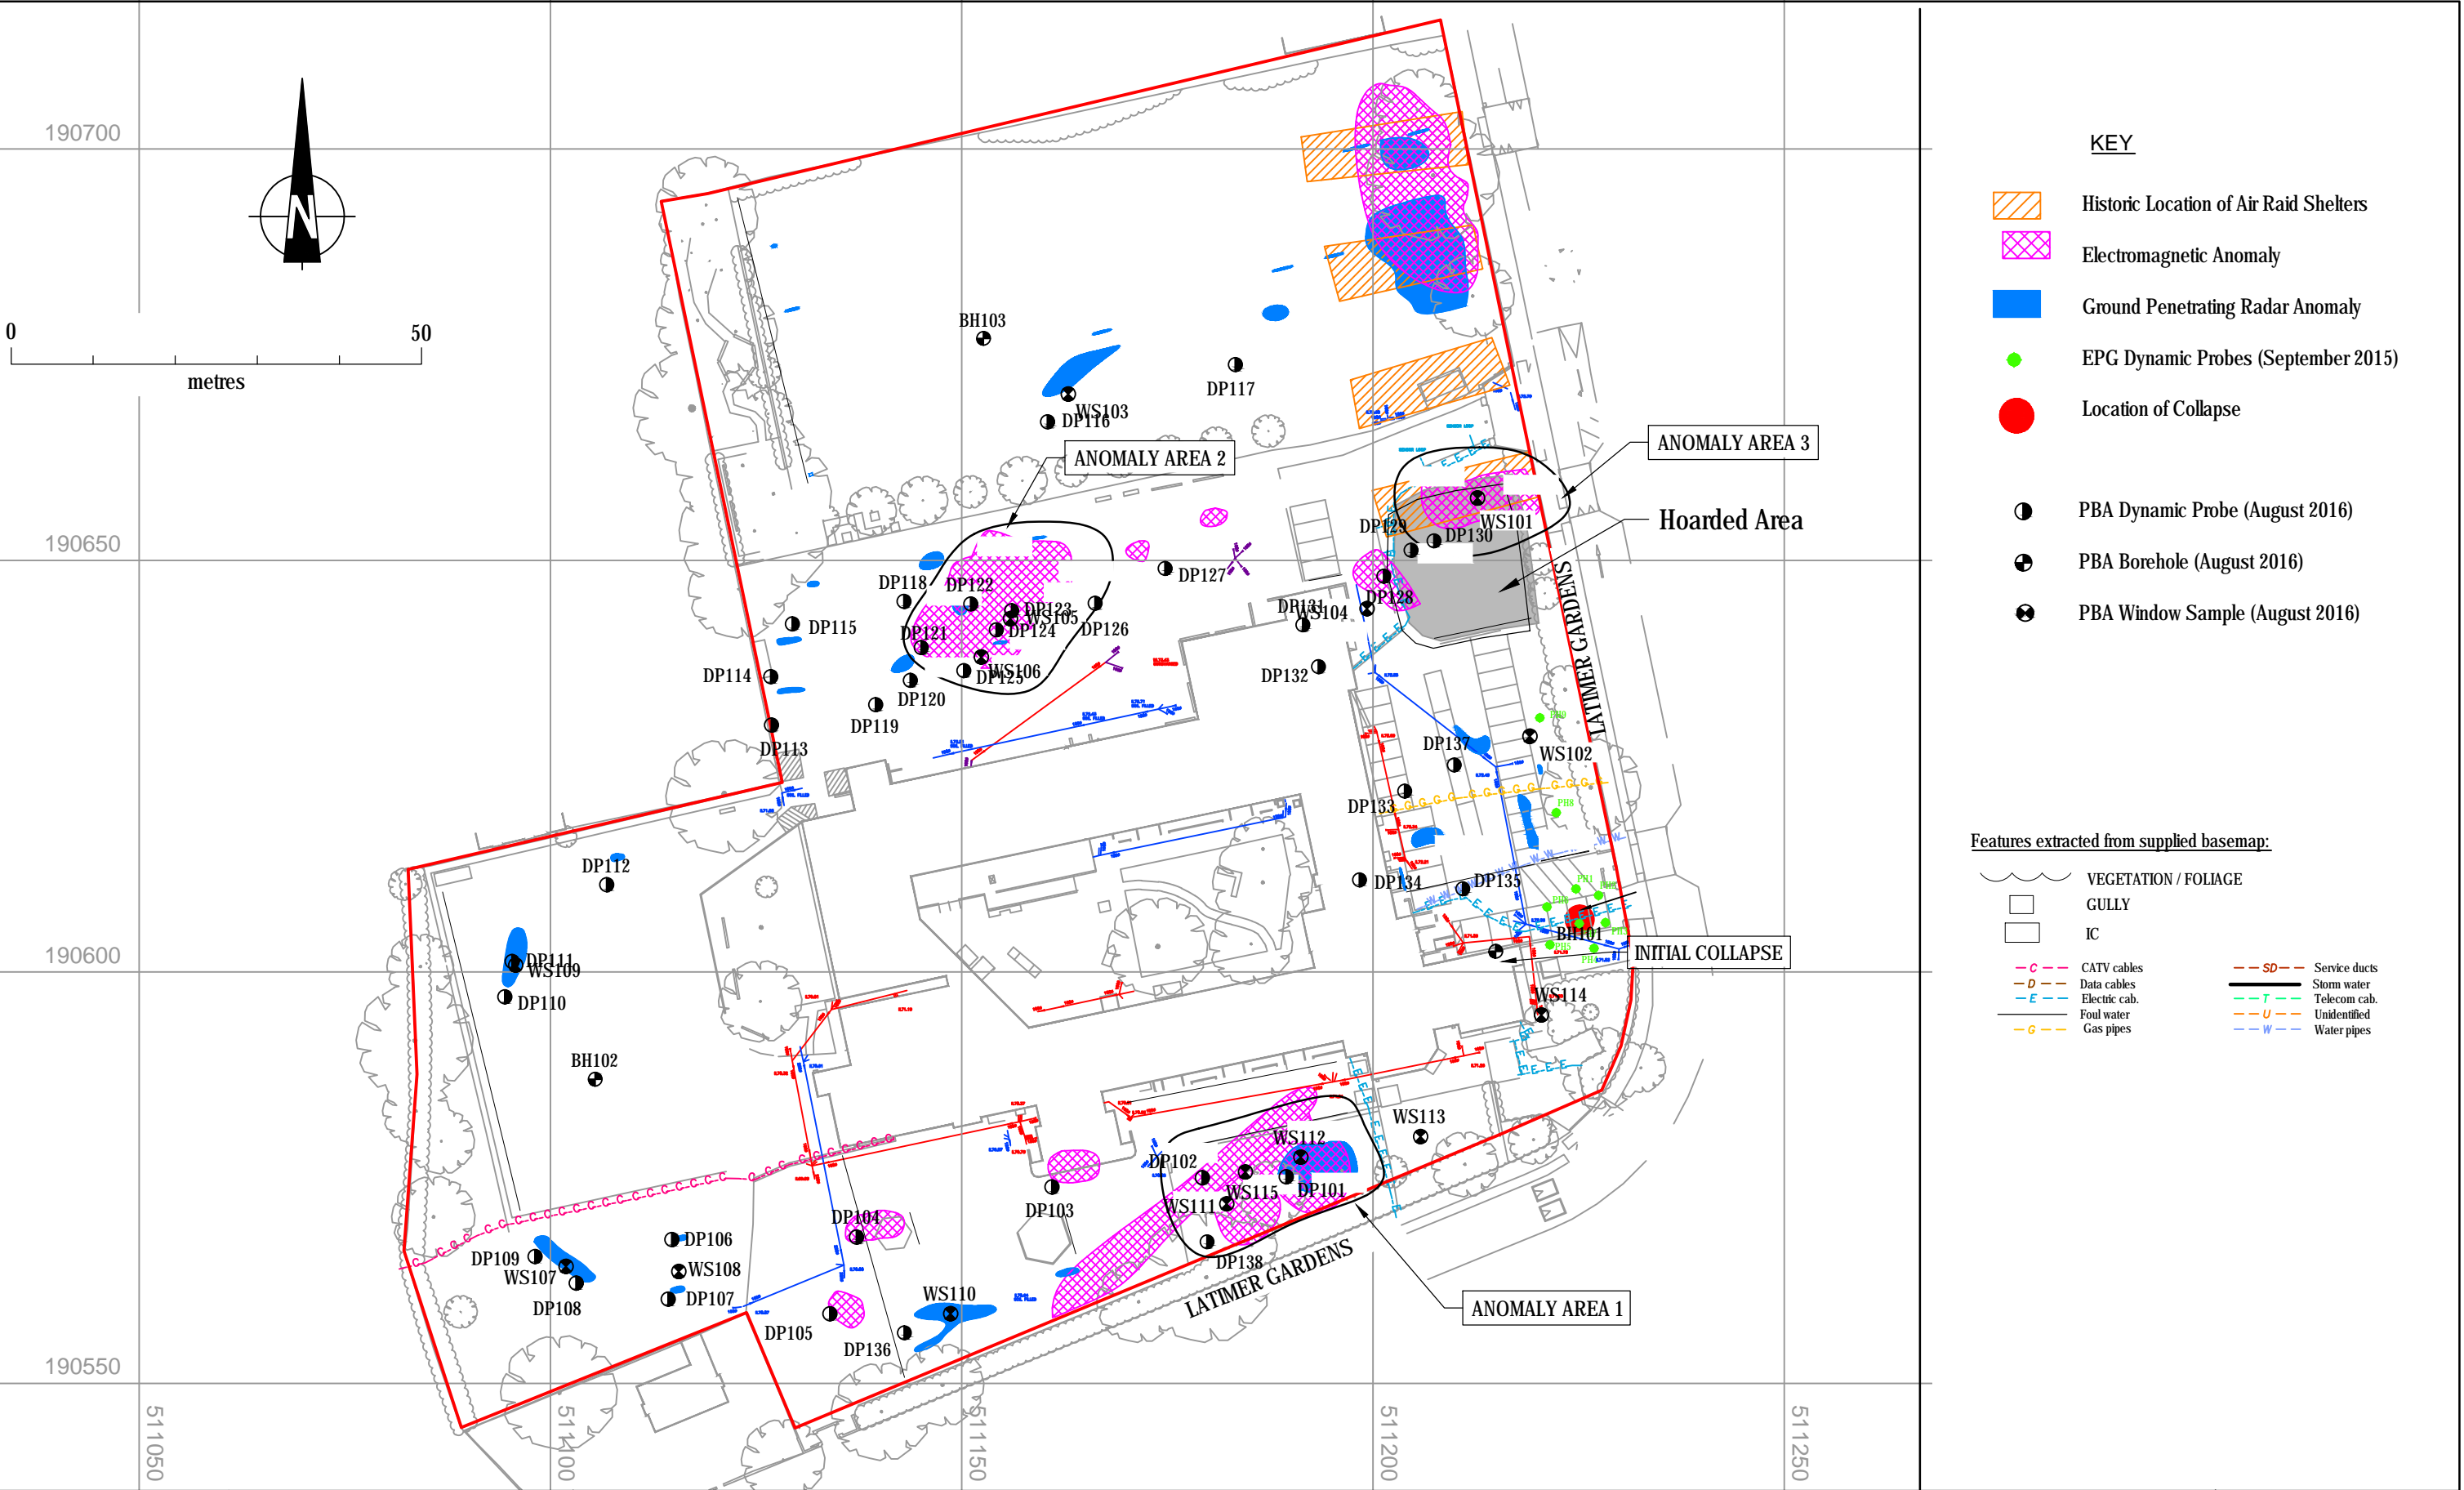 190700
190650
190600
190550
511050
511100
511150
511200
511250
N
0
50
metres
BH103
WS103
DP116
DP117
ANOMALY AREA 2
ANOMALY AREA 3
Hoarded Area
DP129
DP130
WS101
DP127
DP128
DP131
WS104
DP132
DP118
DP122
DP123
WS105
DP124
DP126
DP121
WS106
DP125
DP120
DP119
DP115
DP114
DP113
LATIMER GARDENS
DP137
WS102
DP133
PH8
DP134
DP135
PH1
BH101
PH5
INITIAL COLLAPSE
WS114
DP112
DP111
WS109
DP110
BH102
WS113
WS112
DP102
WS115
DP101
WS111
DP138
DP103
DP104
DP106
DP109
WS108
WS107
DP107
DP108
WS110
DP105
DP136
LATIMER GARDENS
ANOMALY AREA 1
KEY
Historic Location of Air Raid Shelters
Electromagnetic Anomaly
Ground Penetrating Radar Anomaly
EPG Dynamic Probes (September 2015)
Location of Collapse
PBA Dynamic Probe (August 2016)
PBA Borehole (August 2016)
PBA Window Sample (August 2016)
Features extracted from supplied basemap:
VEGETATION / FOLIAGE
GULLY
IC
C CATV cables
D Data cables
E Electric cab.
Foul water
G Gas pipes
SD Service ducts
Storm water
T Telecom cab.
U Unidentified
W Water pipes